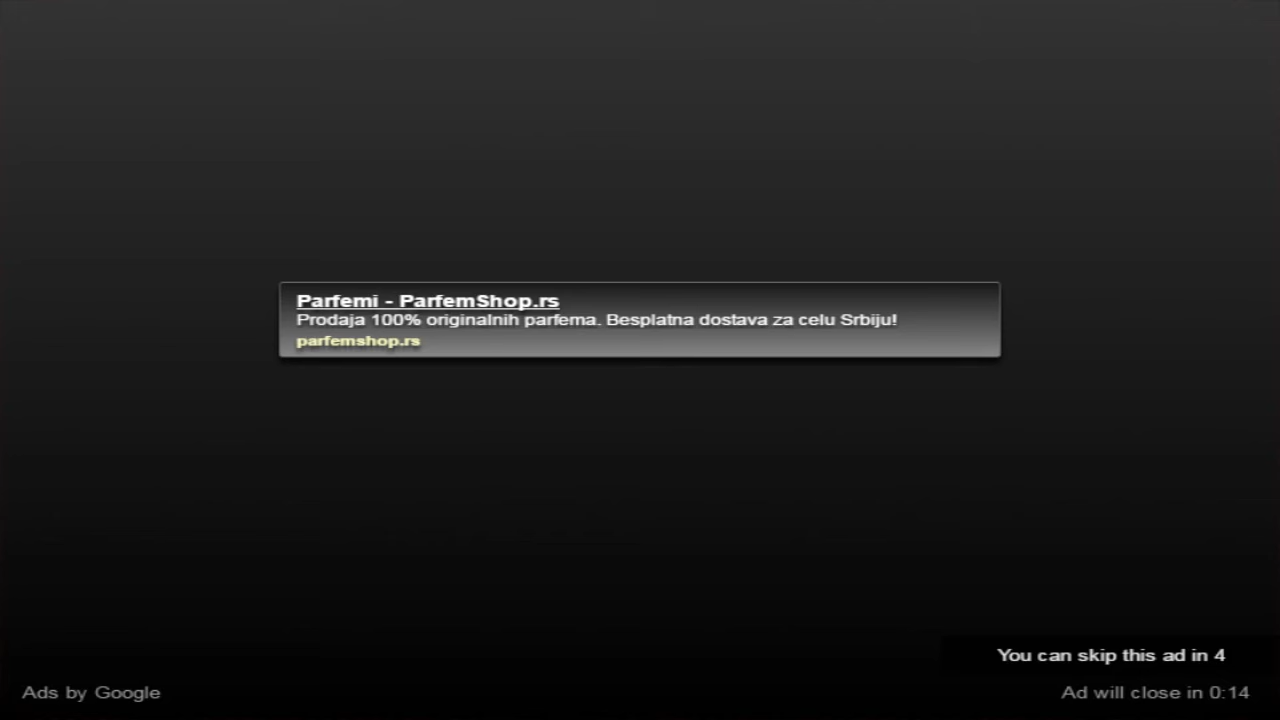 Parfemi - ParfemShop.rs
Prodaja 100% originalnih parfema. Besplatna dostava za celu Srbiju!
parfemshop.rs
You can skip this ad in 4
Ads by Google
Ad will close in 0:14